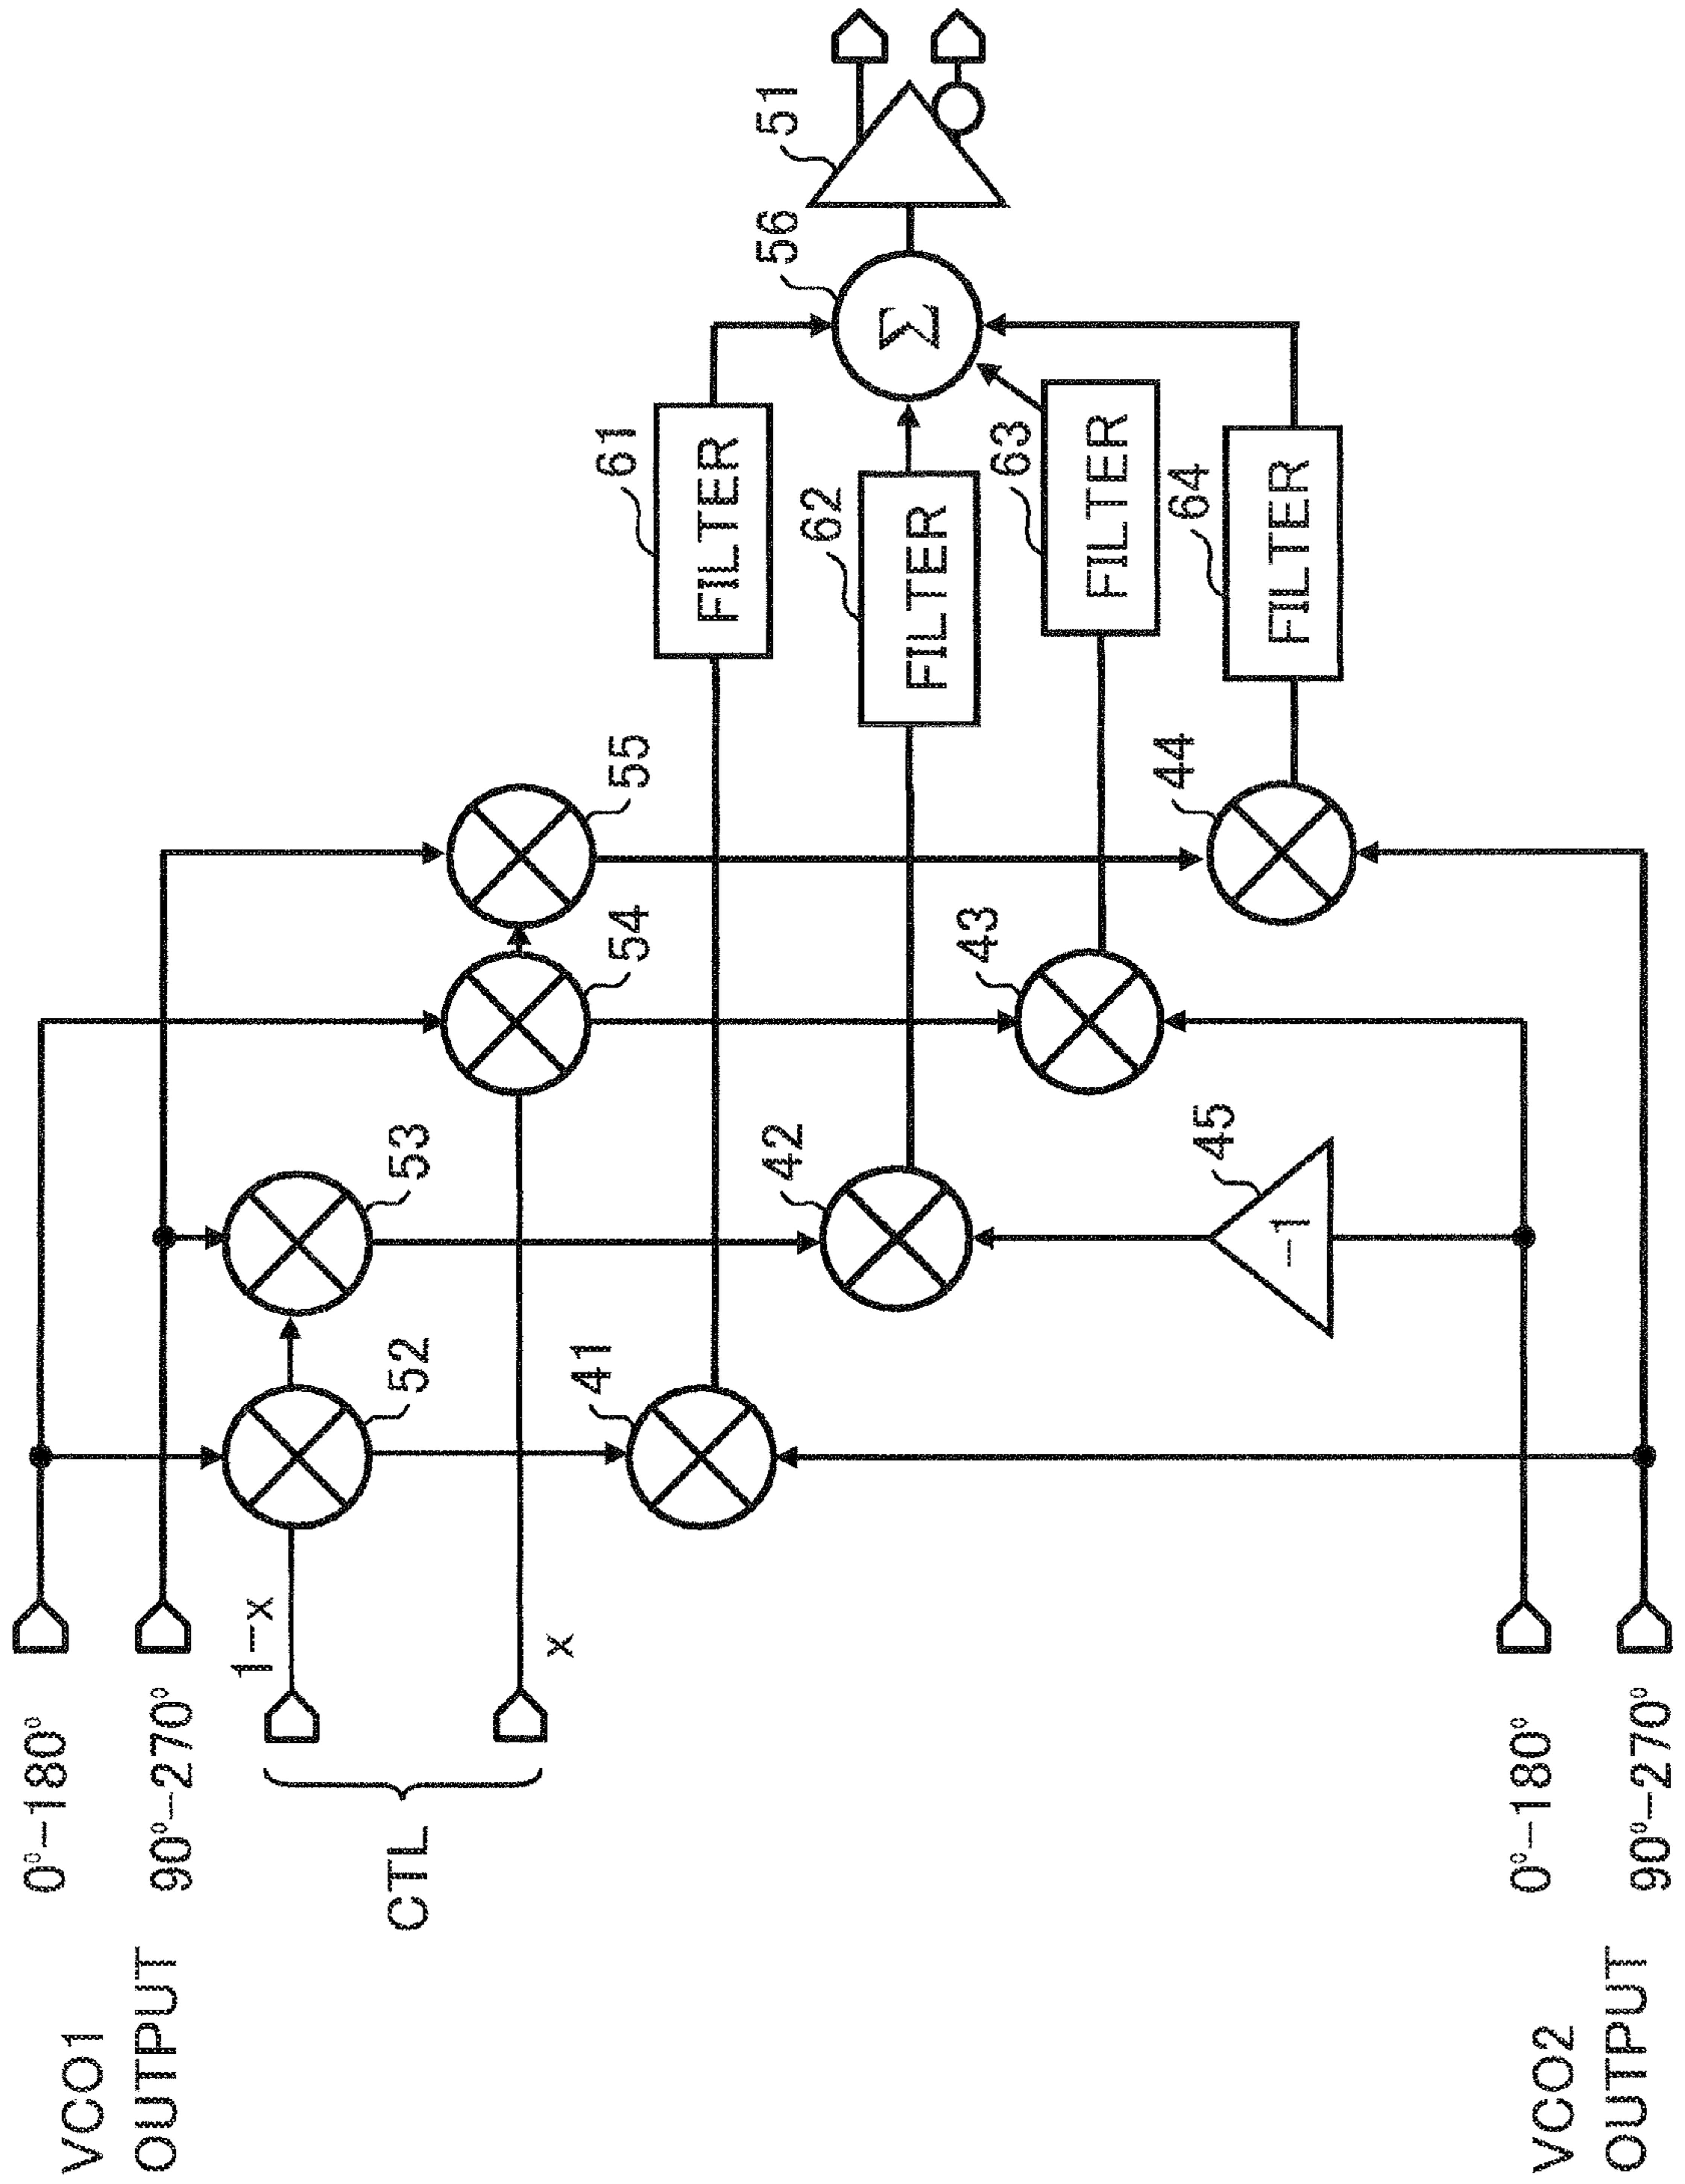 VCO1
OUTPUT
0°–180°
90°–270°
CTL
1–x
x
52
53
54
55
41
42
43
44
45
–1
61
FILTER
62
FILTER
63
FILTER
64
FILTER
56
Σ
51
VCO2
OUTPUT
0°–180°
90°–270°